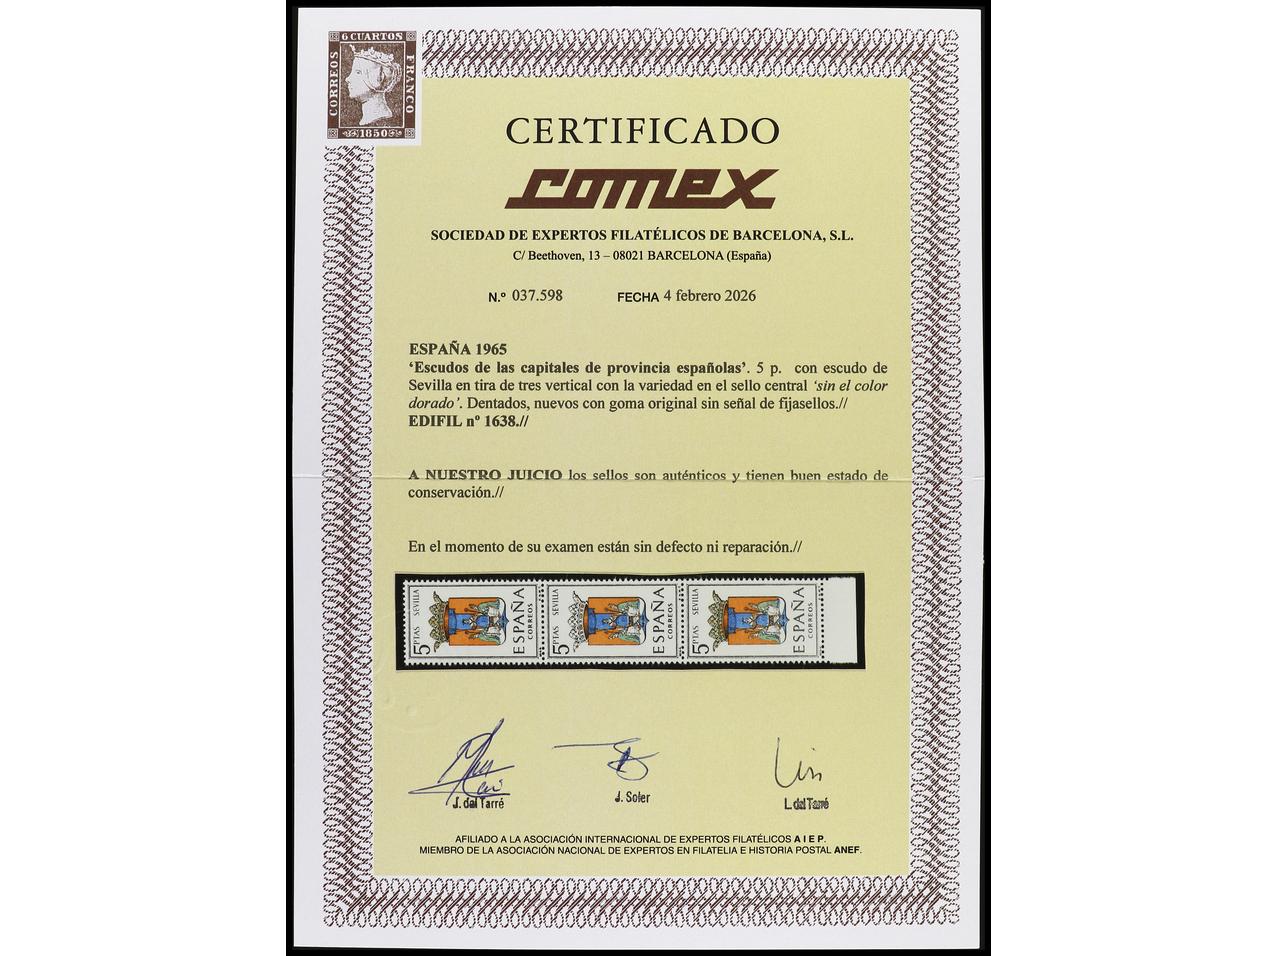 6 CUARTOS
CORREOS
FRANCO
1850
CERTIFICADO
comex
SOCIEDAD DE EXPERTOS FILATÉLICOS DE BARCELONA, S.L.
C/ Beethoven, 13 – 08021 BARCELONA (España)
N.º 037.598 FECHA 4 febrero 2026
ESPAÑA 1965
‘Escudos de las capitales de provincia españolas’. 5 p. con escudo de
Sevilla en tira de tres vertical con la variedad en el sello central ‘sin el color
dorado’. Dentados, nuevos con goma original sin señal de fijasellos.//
EDIFIL nº 1638.//
A NUESTRO JUICIO los sellos son auténticos y tienen buen estado de
conservación.//
En el momento de su examen están sin defecto ni reparación.//
5 PTAS SEVILLA
ESPAÑA
CORREOS
5 PTAS SEVILLA
ESPAÑA
CORREOS
5 PTAS SEVILLA
ESPAÑA
CORREOS
J. del Tarré
J. Soler
L. del Tarré
AFILIADO A LA ASOCIACIÓN INTERNACIONAL DE EXPERTOS FILATÉLICOS A I E P.
MIEMBRO DE LA ASOCIACIÓN NACIONAL DE EXPERTOS EN FILATELIA E HISTORIA POSTAL ANEF.